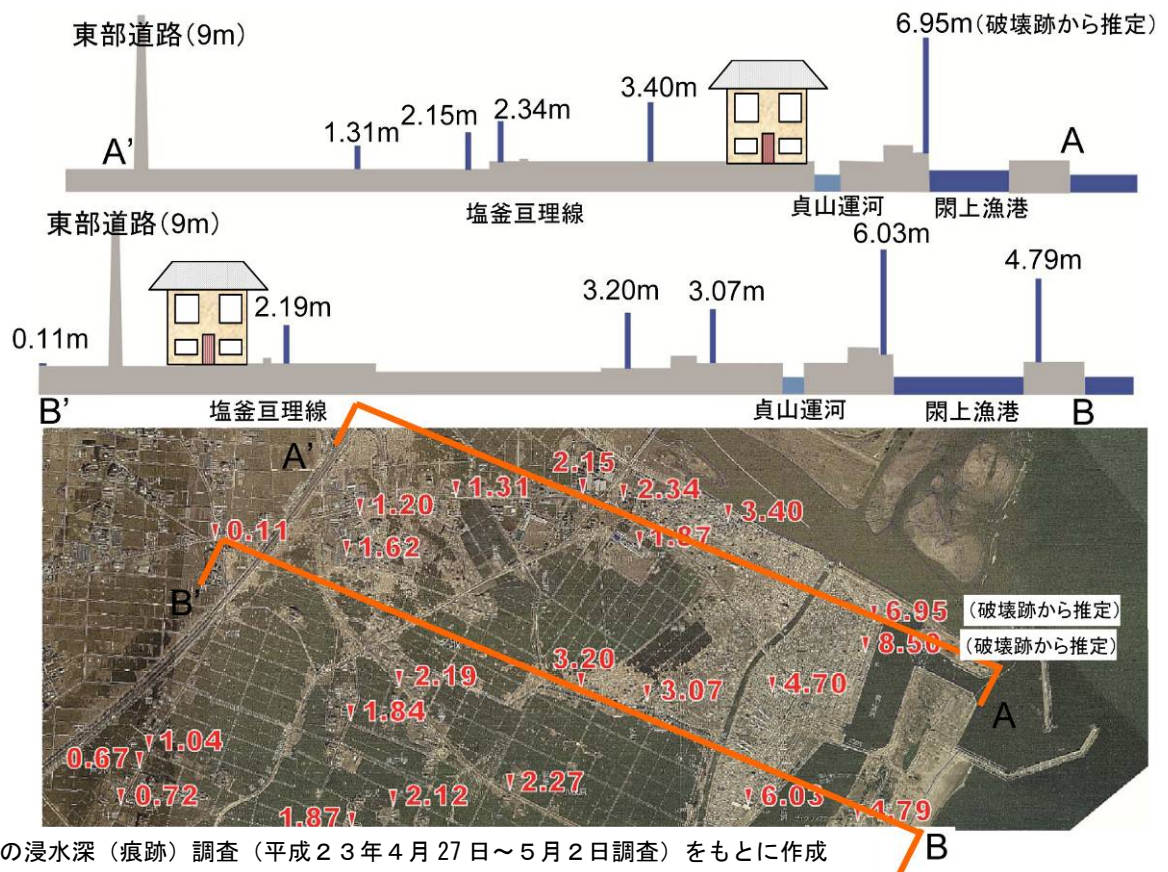 東部道路(9m)
6.95m(破壊跡から推定)
3.40m
2.34m
2.15m
1.31m
A'
A
塩釜亘理線
貞山運河
閖上漁港
東部道路(9m)
6.03m
4.79m
3.20m
3.07m
2.19m
0.11m
B'
塩釜亘理線
貞山運河
閖上漁港
B
A'
2.15
1.31
2.34
1.20
3.40
0.11
1.87
1.62
B'
6.95 (破壊跡から推定)
8.50 (破壊跡から推定)
3.20
2.19
3.07
4.70
A
1.84
1.04
0.67
0.72
2.27
2.12
6.03
4.79
1.87
B
の浸水深（痕跡）調査（平成２３年４月27日～５月２日調査）をもとに作成